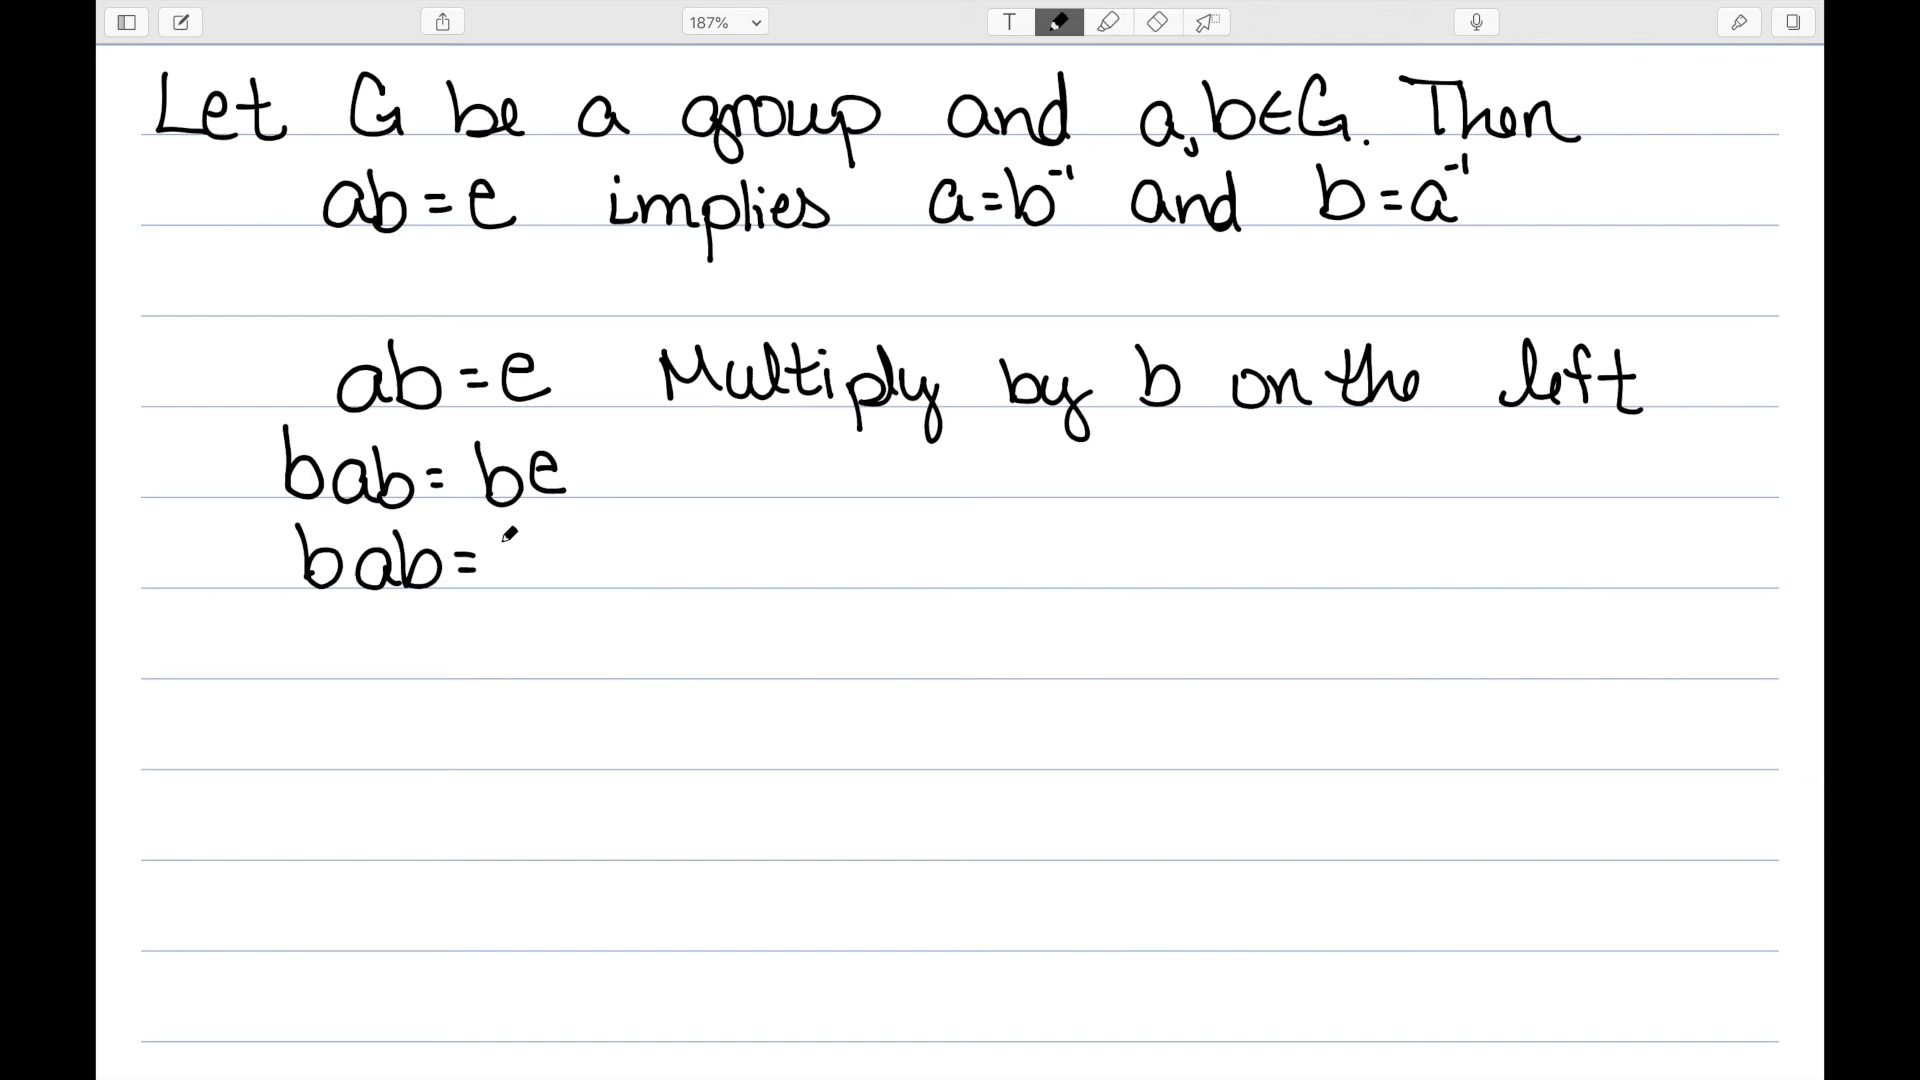 187%
T
Let G be a group and a,b∈G. Then
ab=e implies a=b⁻¹ and b=a⁻¹
ab=e Multiply by b on the left
bab=be
bab=